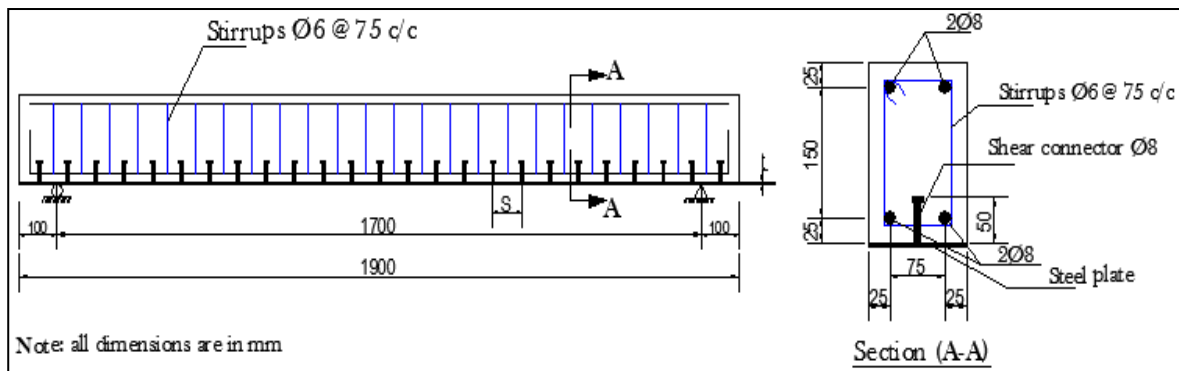 Stirrups Ø6 @ 75 c/c
A
A
S
100
1700
100
1900
Note: all dimensions are in mm
2Ø8
25
150
25
Stirrups Ø6 @ 75 c/c
Shear connector Ø8
50
2Ø8
75
Steel plate
25
25
Section (A-A)